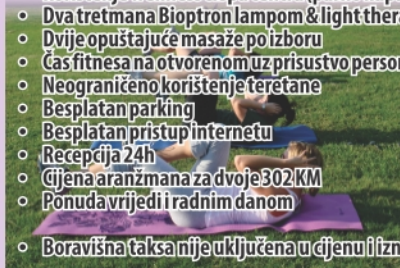 • Dva tretmana Bioptron lampom & light thera
• Dvije opuštajuće masaže po izboru
• Čas fitnesa na otvorenom uz prisustvo person
• Neograničeno korištenje teretane
• Besplatan parking
• Besplatan pristup internetu
• Recepcija 24h
• Cijena aranžmana za dvoje 302 KM
• Ponuda vrijedi i radnim danom
• Boravišna taksa nije uključena u cijenu i izn